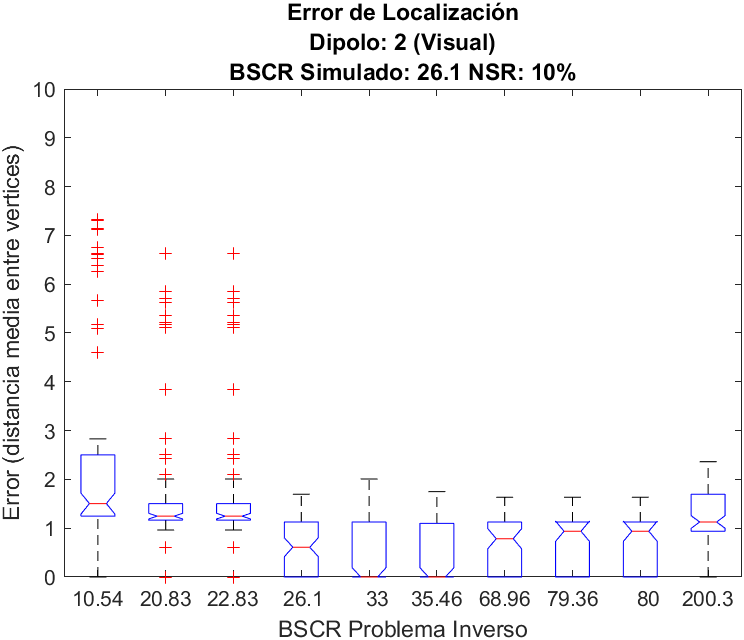 Error de Localización
Dipolo: 2 (Visual)
BSCR Simulado: 26.1 NSR: 10%
Error (distancia media entre vertices)
10
9
8
7
6
5
4
3
2
1
0
10.54 20.83 22.83 26.1 33 35.46 68.96 79.36 80 200.3
BSCR Problema Inverso